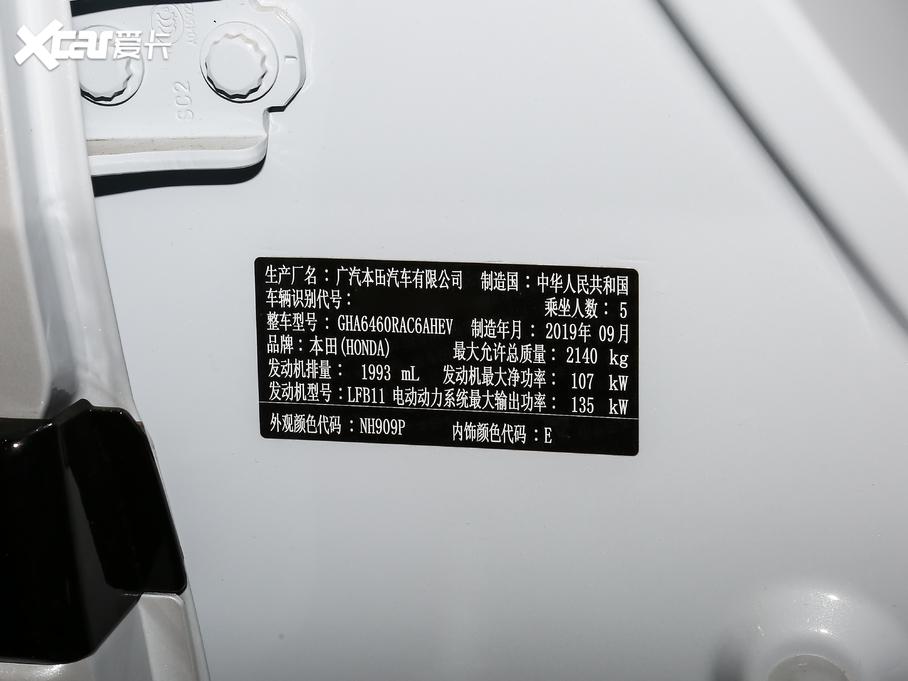 Xcar爱卡
SC2
生产厂名：广汽本田汽车有限公司 制造国：中华人民共和国
车辆识别代号： 乘坐人数：5
整车型号：GHA6460RAC6AHEV 制造年月：2019年09月
品牌：本田(HONDA) 最大允许总质量：2140 kg
发动机排量：1993 mL 发动机最大净功率：107 kW
发动机型号：LFB11 电动动力系统最大输出功率：135 kW
外观颜色代码：NH909P 内饰颜色代码：E